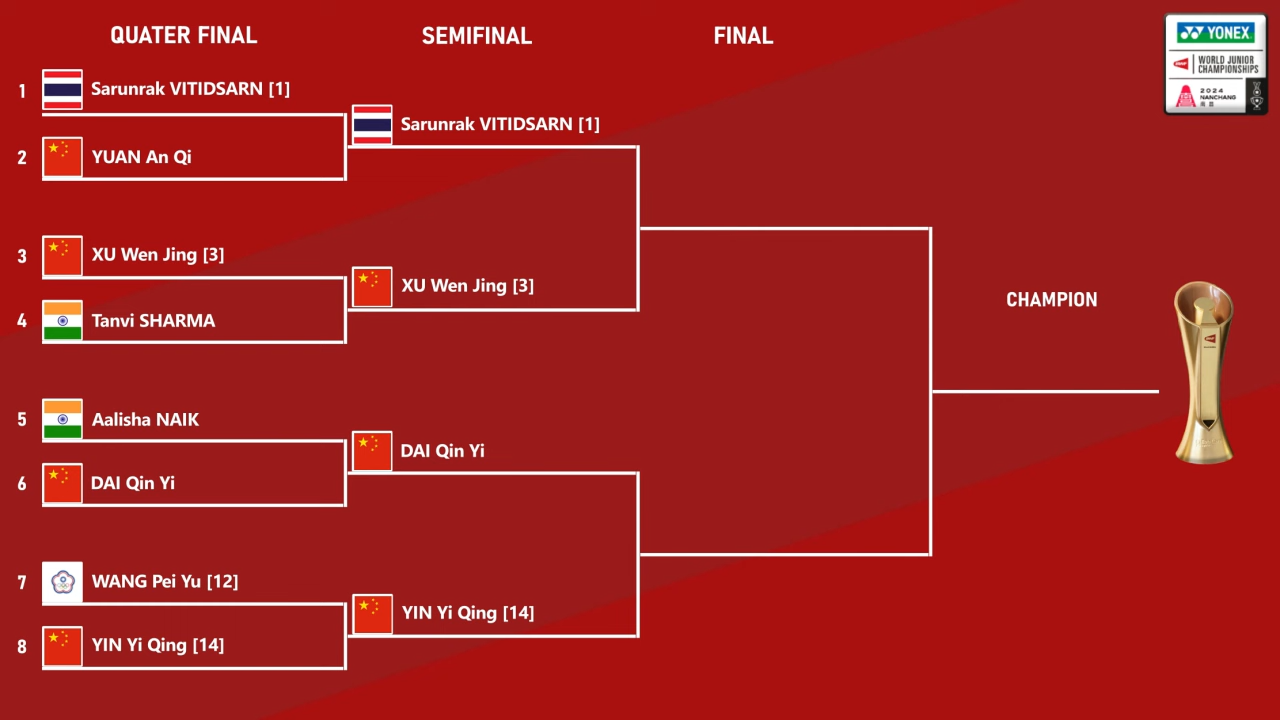 QUATER FINAL
SEMIFINAL
FINAL
YONEX
WORLD JUNIOR
CHAMPIONSHIPS
2024
NANCHANG
1
Sarunrak VITIDSARN [1]
2
YUAN An Qi
Sarunrak VITIDSARN [1]
3
XU Wen Jing [3]
4
Tanvi SHARMA
XU Wen Jing [3]
5
Aalisha NAIK
6
DAI Qin Yi
DAI Qin Yi
7
WANG Pei Yu [12]
8
YIN Yi Qing [14]
YIN Yi Qing [14]
CHAMPION